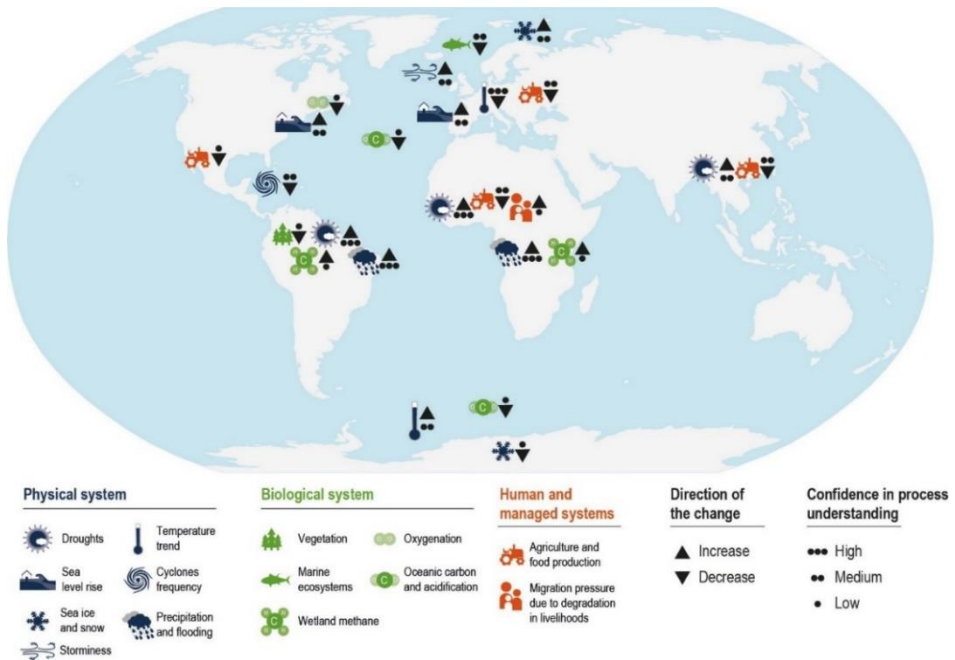 Physical system
Droughts
Temperature
trend
Sea
level rise
Cyclones
frequency
Sea ice
and snow
Precipitation
and flooding
Storminess
Biological system
Vegetation
Oxygenation
Marine
ecosystems
Oceanic carbon
and acidification
Wetland methane
Human and
managed systems
Agriculture and
food production
Migration pressure
due to degradation
in livelihoods
Direction of
the change
Increase
Decrease
Confidence in process
understanding
High
Medium
Low
C
C
C
C
C
C